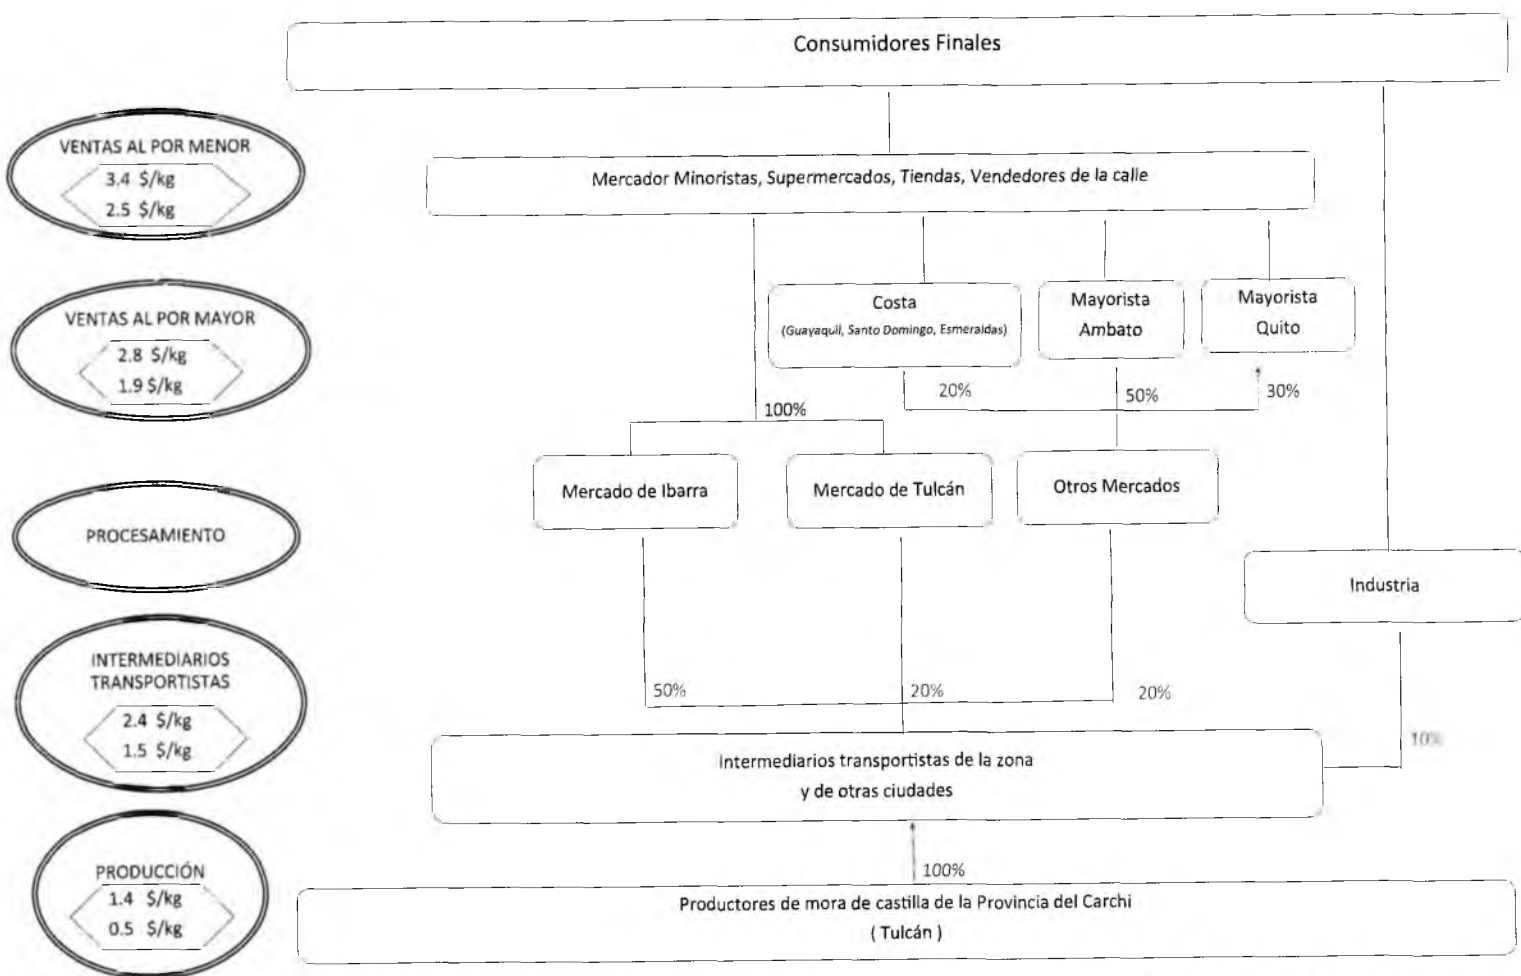 Consumidores Finales
VENTAS AL POR MENOR
3.4 $/kg
2.5 $/kg
Mercador Minoristas, Supermercados, Tiendas, Vendedores de la calle
VENTAS AL POR MAYOR
2.8 $/kg
1.9 $/kg
Costa
(Guayaquil, Santo Domingo, Esmeraldas)
Mayorista
Ambato
Mayorista
Quito
20%
50%
30%
100%
Mercado de Ibarra
Mercado de Tulcán
Otros Mercados
PROCESAMIENTO
Industria
INTERMEDIARIOS
TRANSPORTISTAS
2.4 $/kg
1.5 $/kg
50%
20%
20%
10%
Intermediarios transportistas de la zona
y de otras ciudades
100%
PRODUCCIÓN
1.4 $/kg
0.5 $/kg
Productores de mora de castilla de la Provincia del Carchi
( Tulcán )